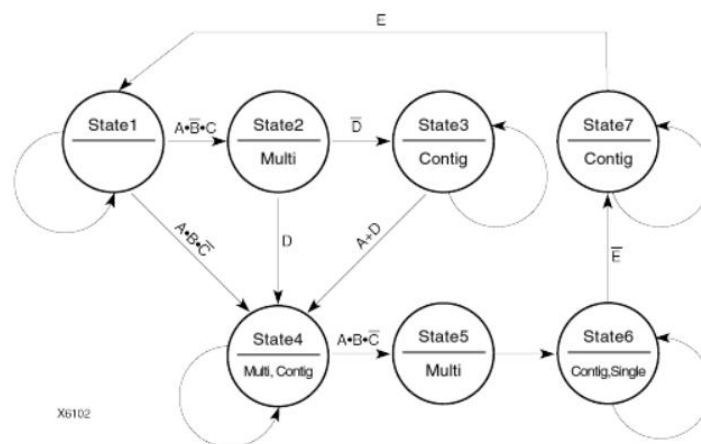 E
State1
A•B̅•C
State2
Multi
D̅
State3
Contig
State7
Contig
A•B•C̅
D
A+D
E̅
State4
Multi, Contig
A•B•C̅
State5
Multi
State6
Contig,Single
X6102